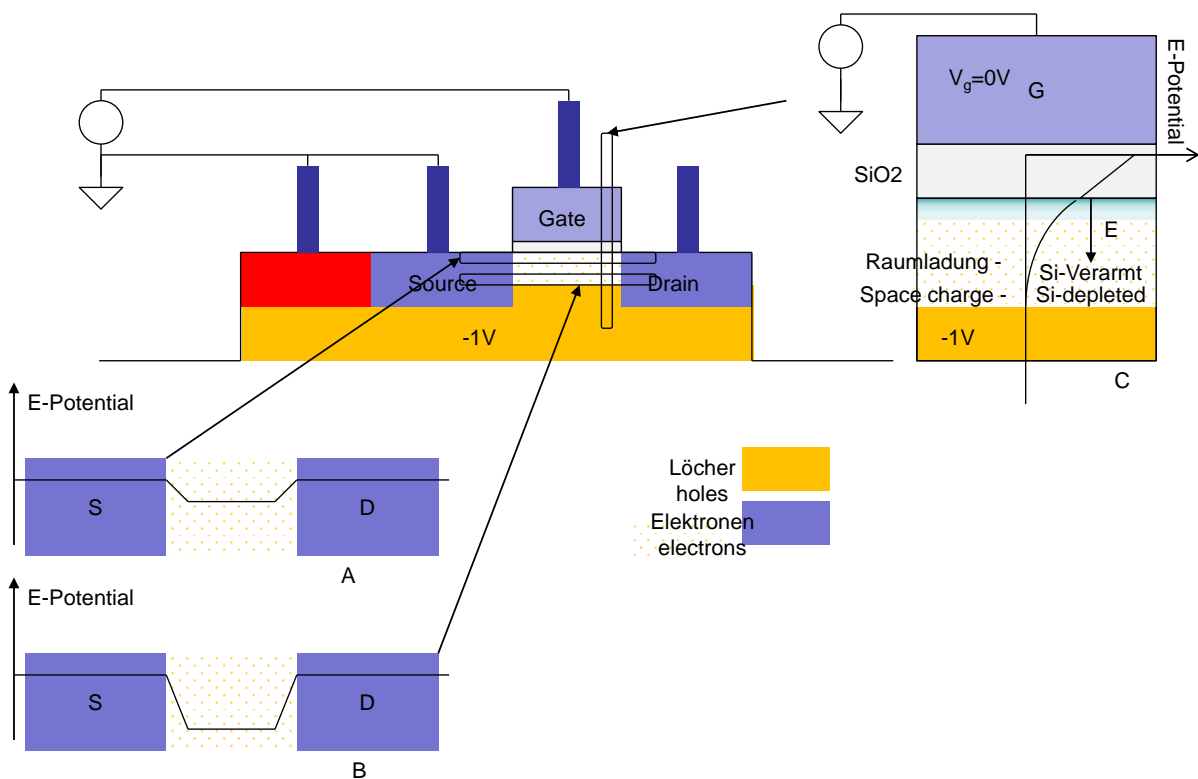 V_g=0V
G
E-Potential
SiO2
Gate
E
Raumladung -
Space charge -
Si-Verarmt
Si-depleted
Source
Drain
-1V
-1V
C
E-Potential
S
D
A
Löcher
holes
Elektronen
electrons
E-Potential
S
D
B